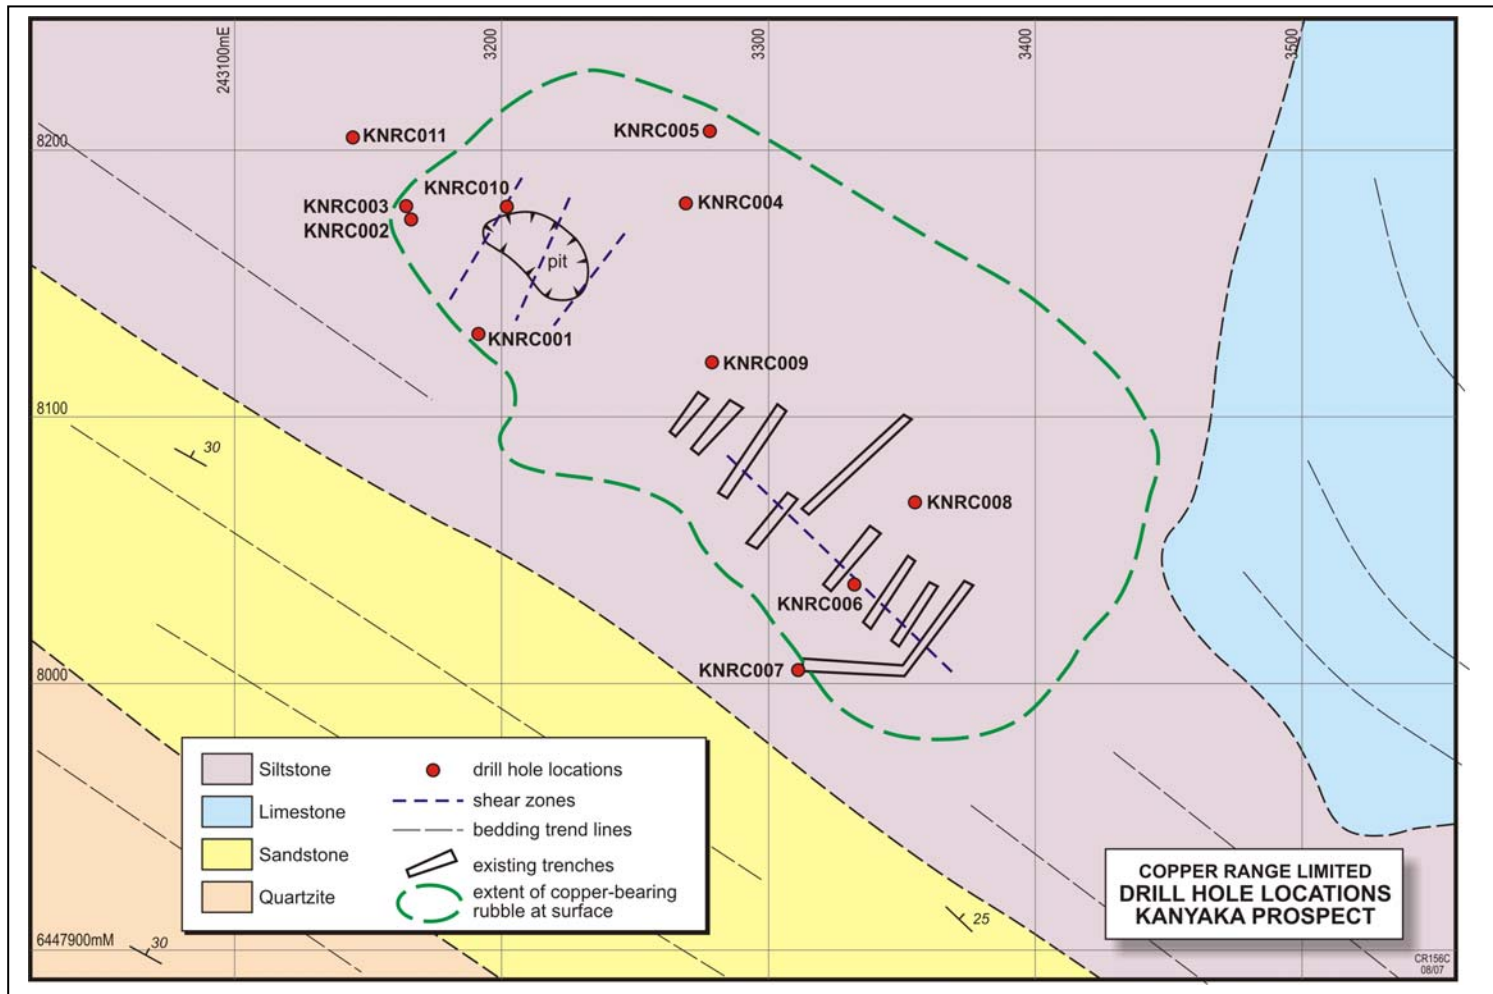 243100mE
3200
3300
3400
3500
8200
KNRC011
KNRC005
KNRC010
KNRC003
KNRC002
KNRC004
pit
KNRC001
KNRC009
8100
30
KNRC008
KNRC006
KNRC007
8000
Siltstone
Limestone
Sandstone
Quartzite
drill hole locations
shear zones
bedding trend lines
existing trenches
extent of copper-bearing
rubble at surface
COPPER RANGE LIMITED
DRILL HOLE LOCATIONS
KANYAKA PROSPECT
25
6447900mM
30
CR156C
08/07